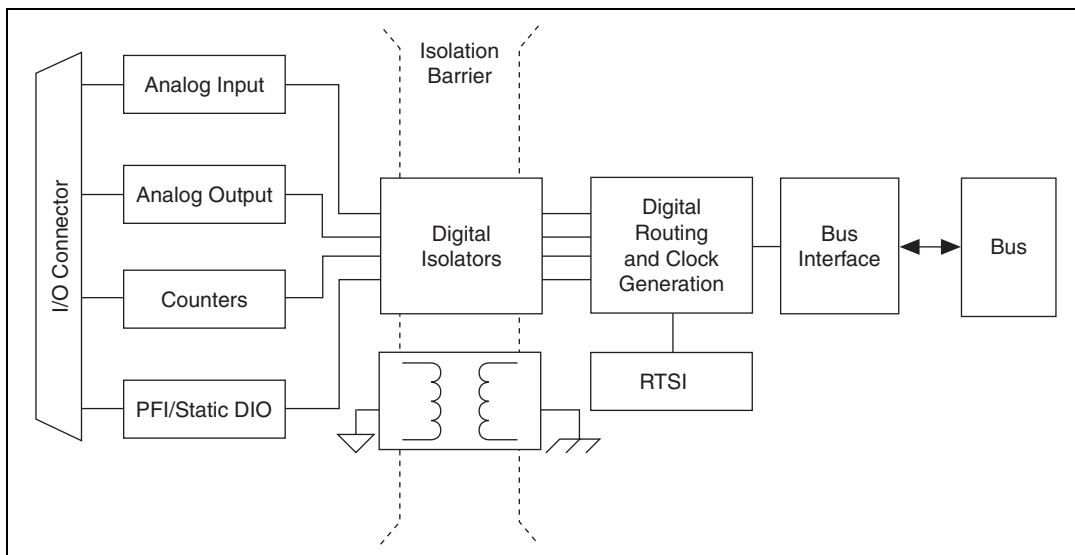 Isolation
Barrier
I/O Connector
Analog Input
Analog Output
Counters
PFI/Static DIO
Digital
Isolators
Digital
Routing
and Clock
Generation
RTSI
Bus
Interface
Bus